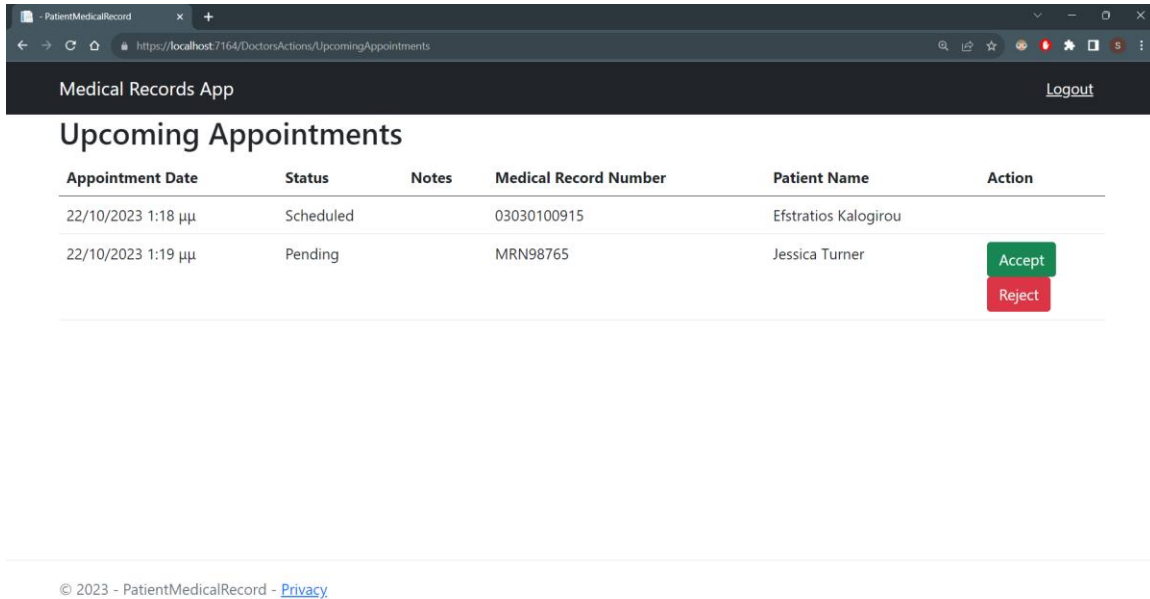 - PatientMedicalRecord
https://localhost:7164/DoctorsActions/UpcomingAppointments
S
Medical Records App Logout
Upcoming Appointments
Appointment Date Status Notes Medical Record Number Patient Name Action
22/10/2023 1:18 μμ Scheduled 03030100915 Efstratios Kalogirou
22/10/2023 1:19 μμ Pending MRN98765 Jessica Turner Accept
Reject
© 2023 - PatientMedicalRecord - Privacy